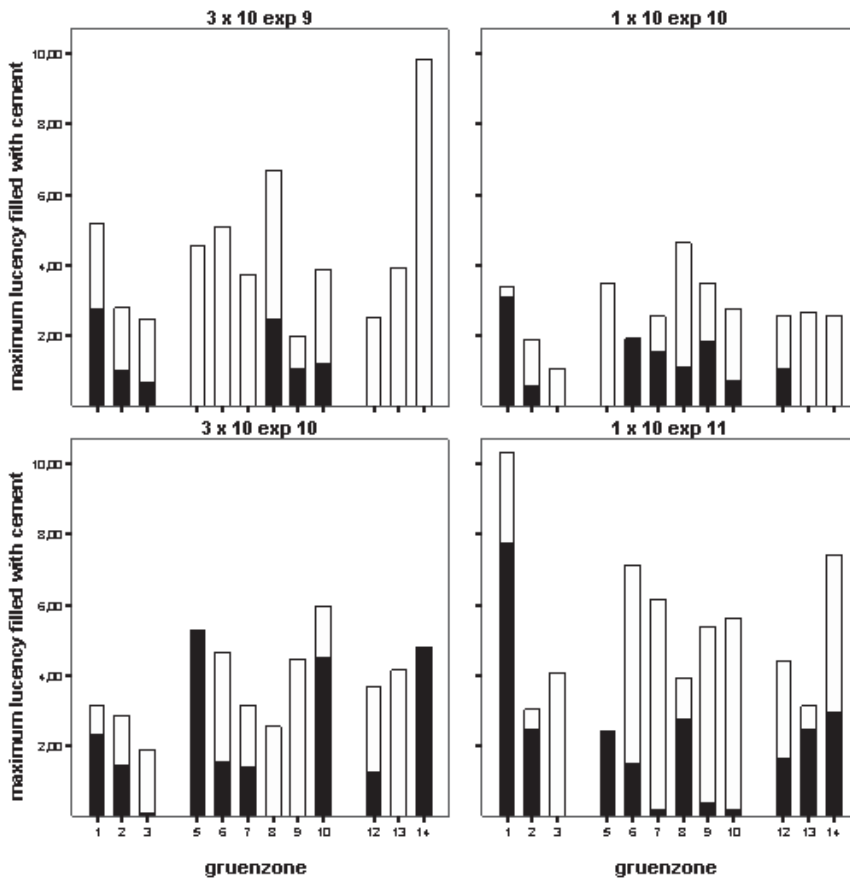 3 x 10 exp 9
1 x 10 exp 10
maximum lucency filled with cement
10,00
8,00
6,00
4,00
2,00
3 x 10 exp 10
1 x 10 exp 11
maximum lucency filled with cement
10,00
8,00
6,00
4,00
2,00
1 2 3 5 6 7 8 9 10 12 13 14
1 2 3 5 6 7 8 9 10 12 13 14
gruenzone
gruenzone